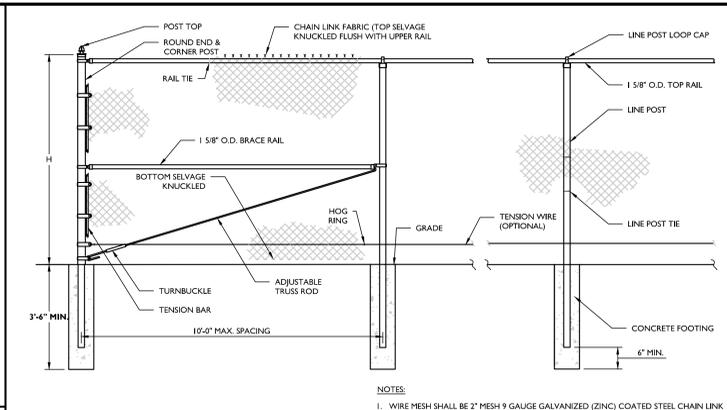 POST TOP
ROUND END &
CORNER POST
CHAIN LINK FABRIC (TOP SELVAGE
KNUCKLED FLUSH WITH UPPER RAIL
LINE POST LOOP CAP
RAIL TIE
1 5/8" O.D. TOP RAIL
LINE POST
H
1 5/8" O.D. BRACE RAIL
BOTTOM SELVAGE
KNUCKLED
HOG
RING
TENSION WIRE
(OPTIONAL)
GRADE
LINE POST TIE
TURNBUCKLE
ADJUSTABLE
TRUSS ROD
TENSION BAR
3'-6" MIN.
10'-0" MAX. SPACING
CONCRETE FOOTING
6" MIN.
NOTES:
1. WIRE MESH SHALL BE 2" MESH 9 GAUGE GALVANIZED (ZINC) COATED STEEL CHAIN LINK